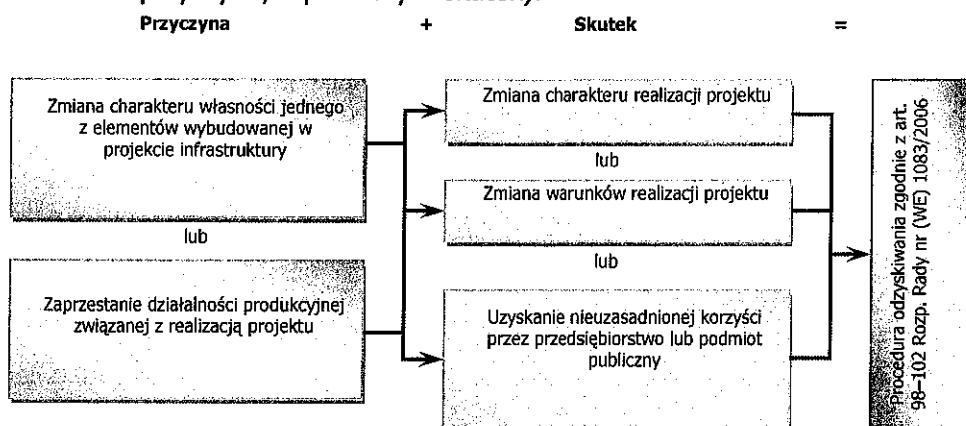 Przyczyna + Skutek =
Zmiana charakteru własności jednego
z elementów wybudowanej w
projekcie infrastruktury
lub
Zaprzestanie działalności produkcyjnej
związanej z realizacją projektu
Zmiana charakteru realizacji projektu
lub
Zmiana warunków realizacji projektu
lub
Uzyskanie nieuzasadnionej korzyści
przez przedsiębiorstwo lub podmiot
publiczny
Procedura odzyskiwania zgodnie z art.
98–102 Rozp. Rady nr (WE) 1083/2006